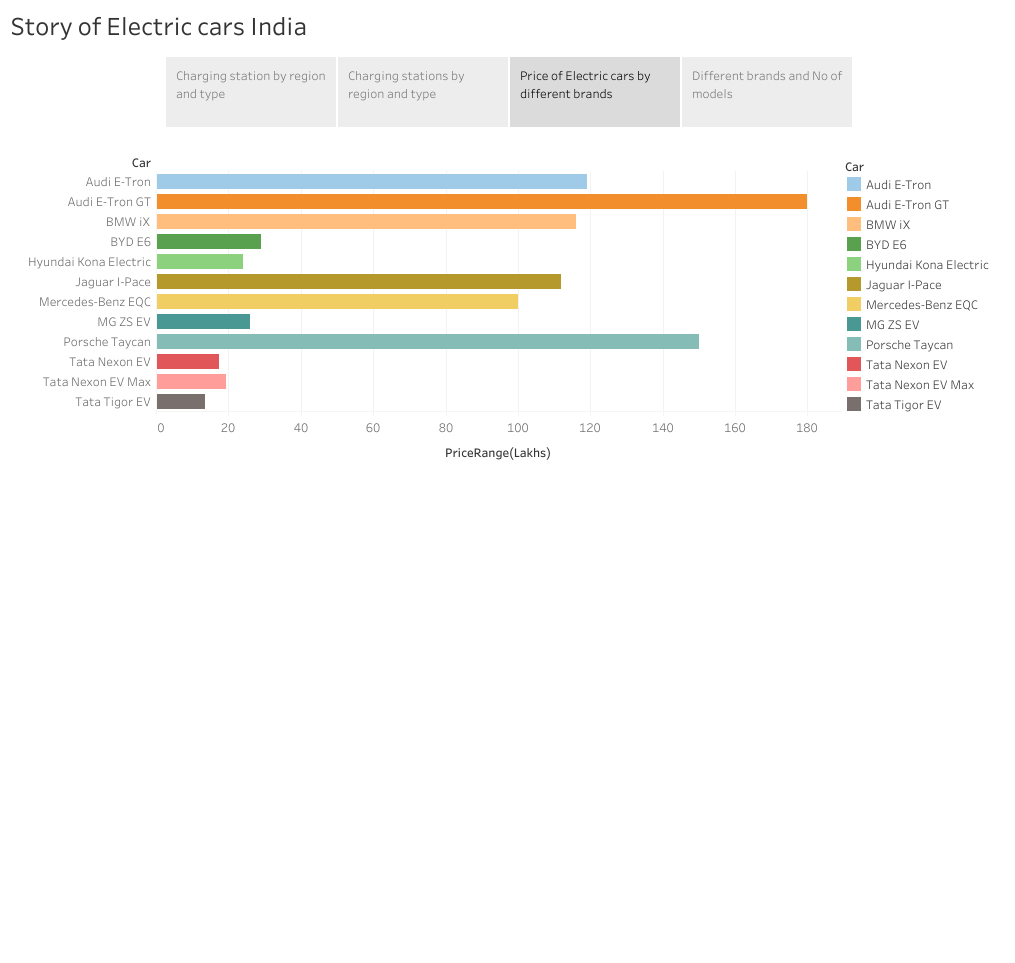 Story of Electric cars India
Charging station by region
and type
Charging stations by
region and type
Price of Electric cars by
different brands
Different brands and No of
models
Car
Audi E-Tron
Audi E-Tron GT
BMW iX
BYD E6
Hyundai Kona Electric
Jaguar I-Pace
Mercedes-Benz EQC
MG ZS EV
Porsche Taycan
Tata Nexon EV
Tata Nexon EV Max
Tata Tigor EV
0 20 40 60 80 100 120 140 160 180
PriceRange(Lakhs)
Car
Audi E-Tron
Audi E-Tron GT
BMW iX
BYD E6
Hyundai Kona Electric
Jaguar I-Pace
Mercedes-Benz EQC
MG ZS EV
Porsche Taycan
Tata Nexon EV
Tata Nexon EV Max
Tata Tigor EV